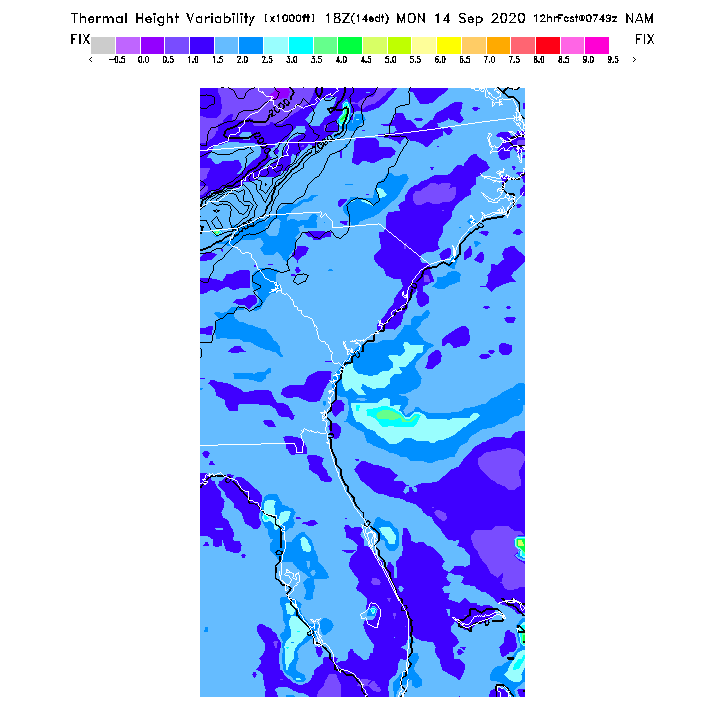 Thermal Height Variability [x1000ft] 18Z(14edt) MON 14 Sep 2020 12hrFcst@0749z NAM
FIX FIX
< -0.5 0.0 0.5 1.0 1.5 2.0 2.5 3.0 3.5 4.0 4.5 5.0 5.5 6.0 6.5 7.0 7.5 8.0 8.5 9.0 9.5 >
2000